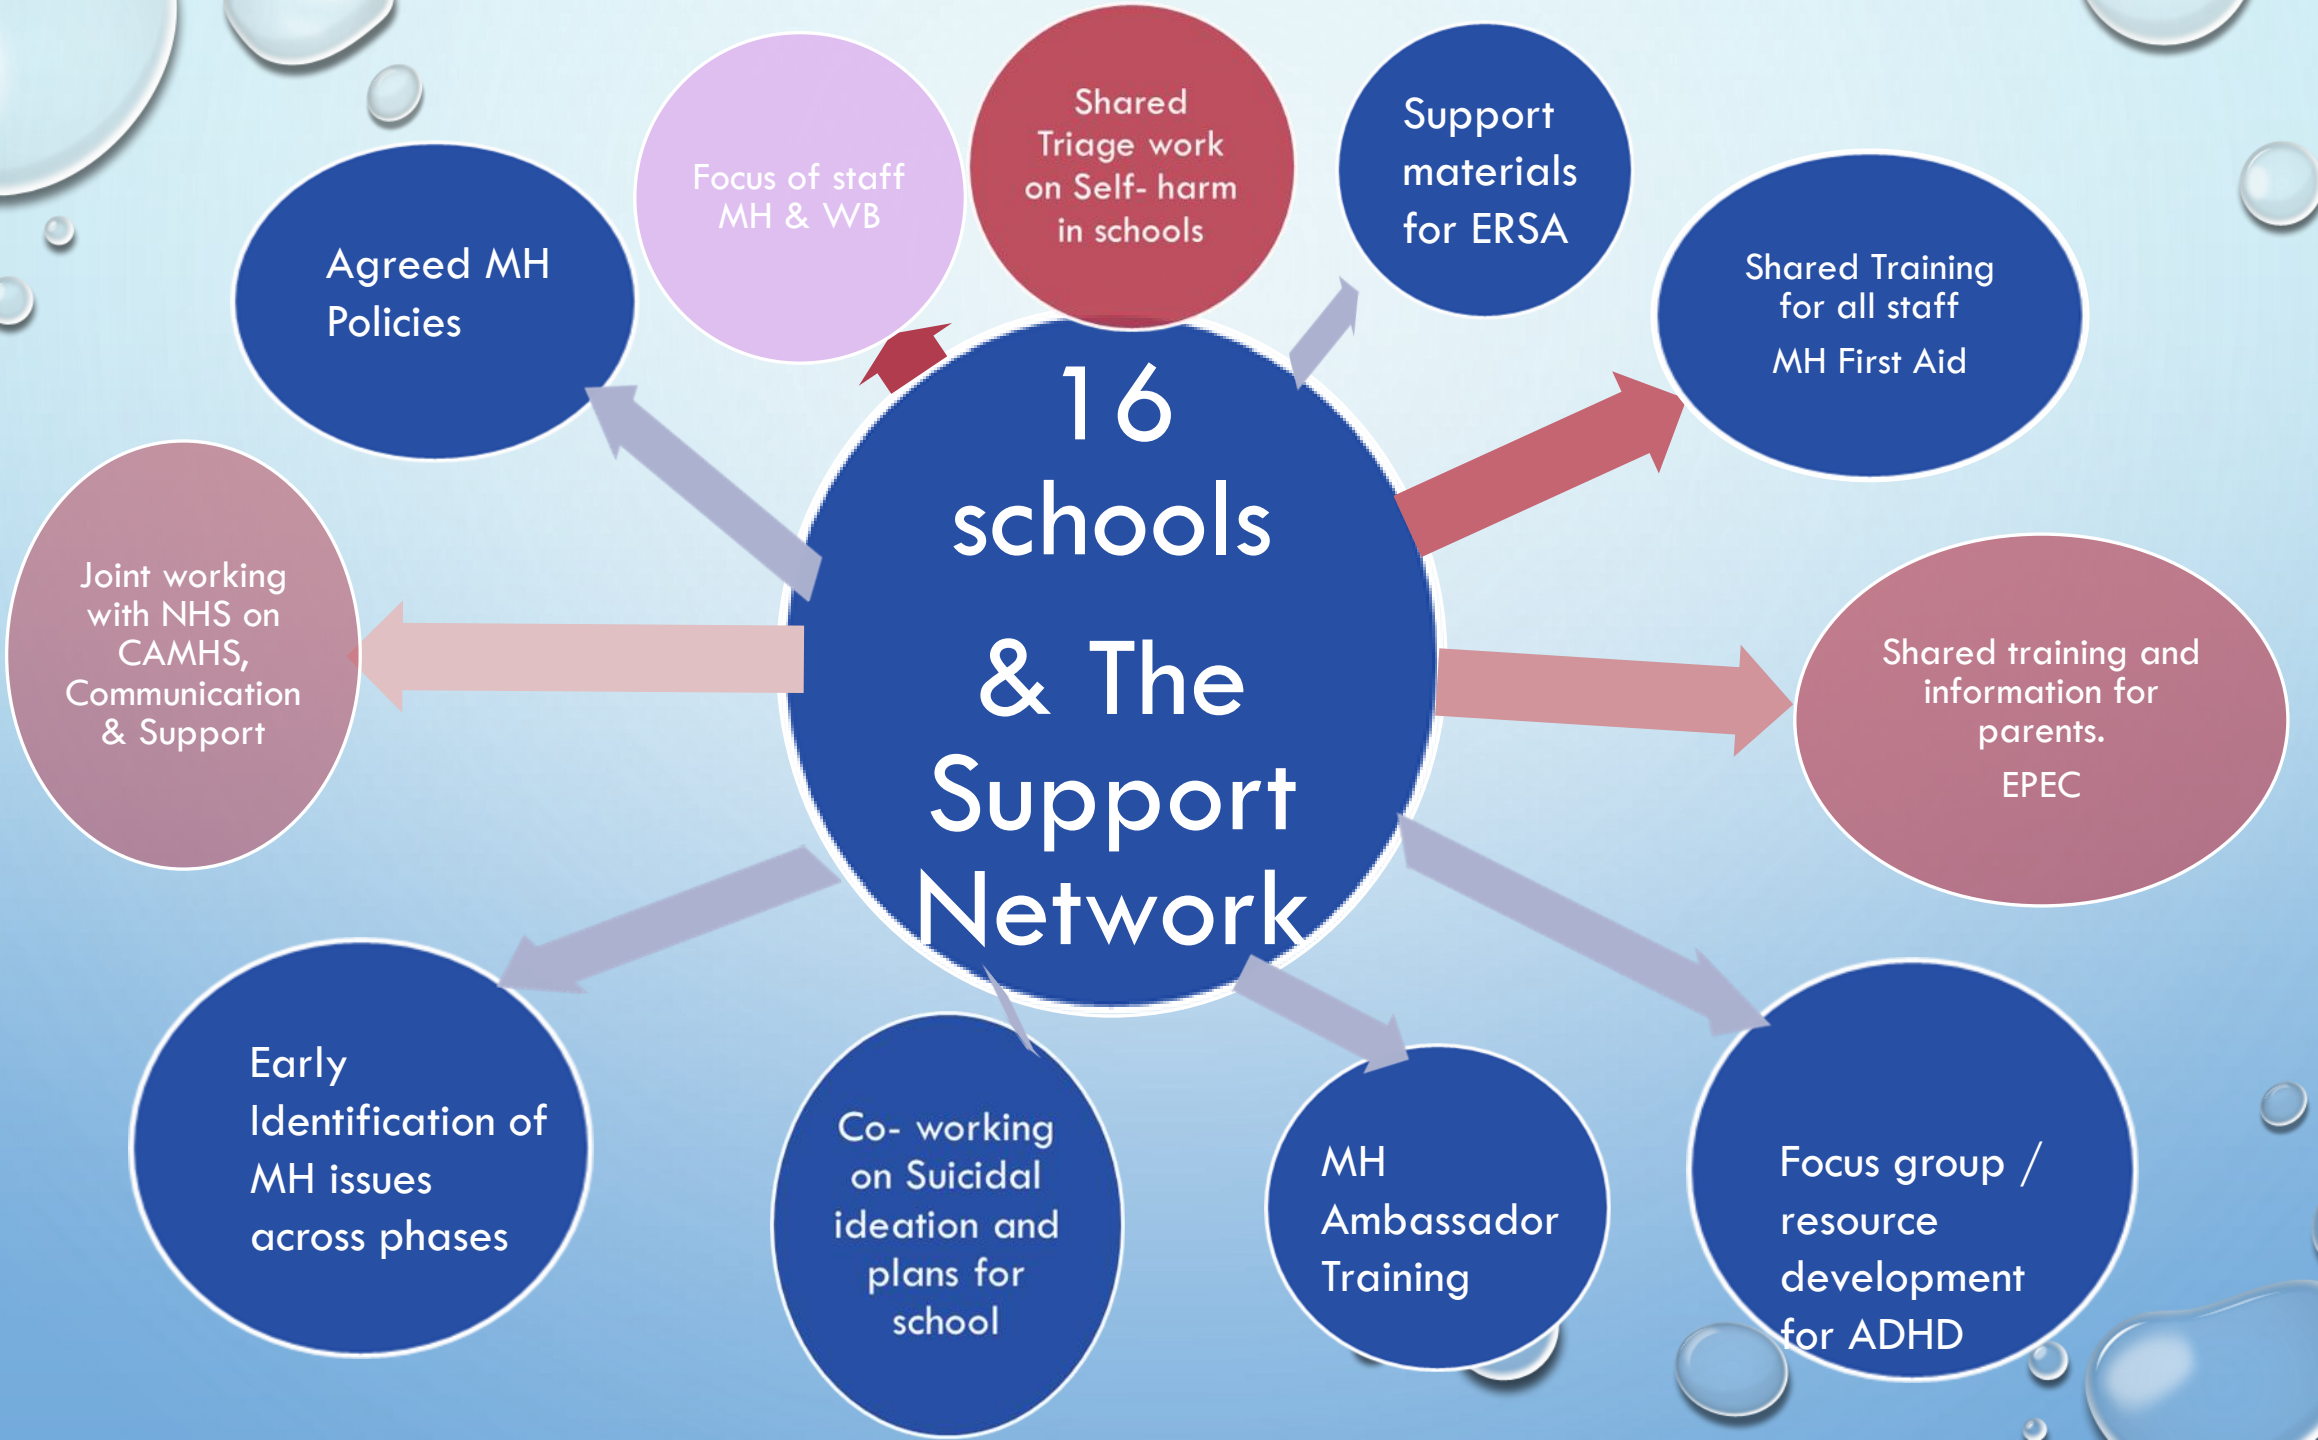 Agreed MH
Policies
Focus of staff
MH & WB
Shared
Triage work
on Self- harm
in schools
Support
materials
for ERSA
Shared Training
for all staff
MH First Aid
Joint working
with NHS on
CAMHS,
Communication
& Support
16
schools
& The
Support
Network
Shared training and
information for
parents.
EPEC
Early
Identification of
MH issues
across phases
Co- working
on Suicidal
ideation and
plans for
school
MH
Ambassador
Training
Focus group /
resource
development
for ADHD